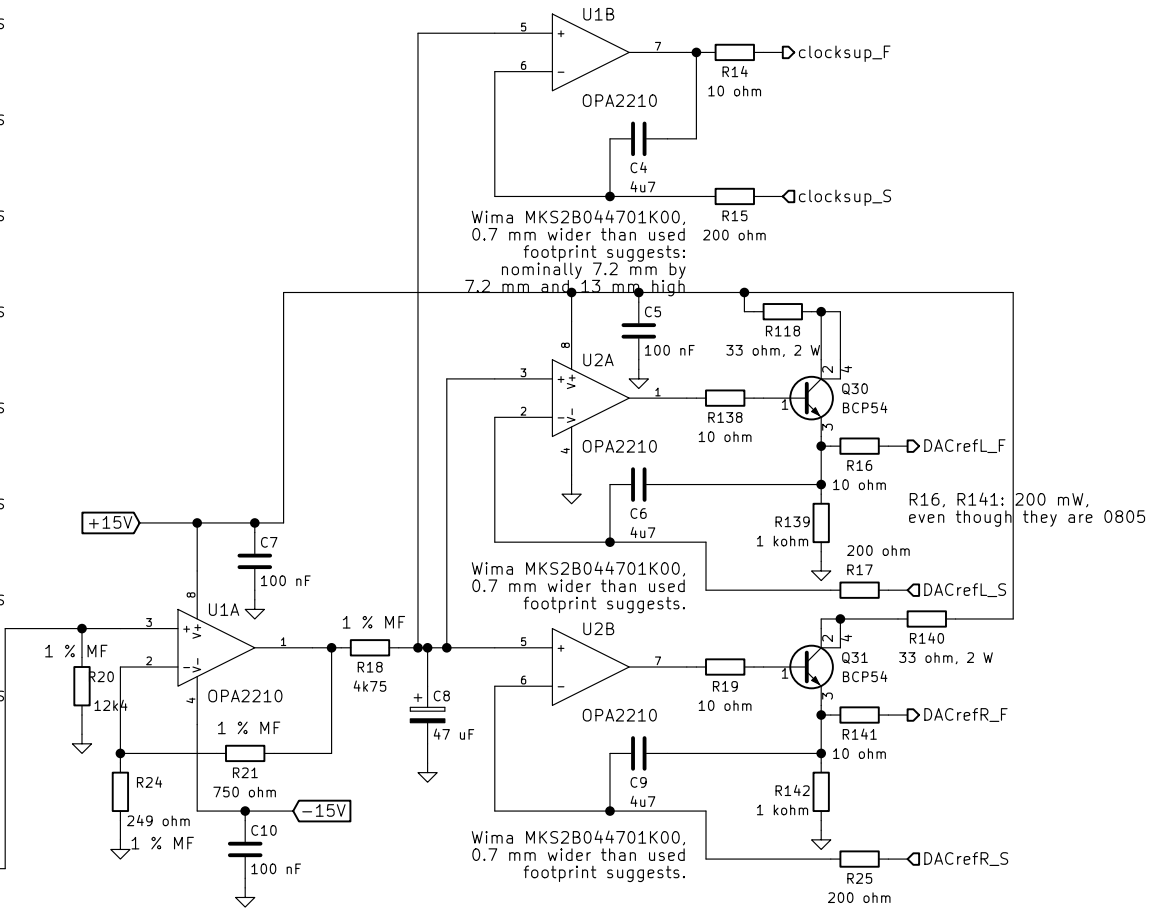 U1B
5
+
7
6
−
clocksup_F
R14
10 ohm
OPA2210
C4
4u7
clocksup_S
R15
200 ohm
Wima MKS2B044701K00,
0.7 mm wider than used
footprint suggests:
nominally 7.2 mm by
7.2 mm and 13 mm high
C5
100 nF
R118
33 ohm, 2 W
8
U2A
3
+
V+
1
2
−
V−
4
OPA2210
R138
10 ohm
2
4
1
3
Q30
BCP54
DACrefL_F
R16
10 ohm
C6
4u7
R139
1 kohm
R16, R141: 200 mW,
even though they are 0805
200 ohm
R17
DACrefL_S
Wima MKS2B044701K00,
0.7 mm wider than used
footprint suggests.
+15V
C7
100 nF
8
U1A
3
+
V+
1
2
−
V−
4
OPA2210
1 % MF
R20
12k4
1 % MF
R18
4k75
+
C8
47 uF
1 % MF
R21
750 ohm
R24
249 ohm
1 % MF
−15V
C10
100 nF
U2B
5
+
7
6
−
OPA2210
R19
10 ohm
R140
33 ohm, 2 W
2
4
1
3
Q31
BCP54
DACrefR_F
R141
10 ohm
C9
4u7
R142
1 kohm
Wima MKS2B044701K00,
0.7 mm wider than used
footprint suggests.
DACrefR_S
R25
200 ohm